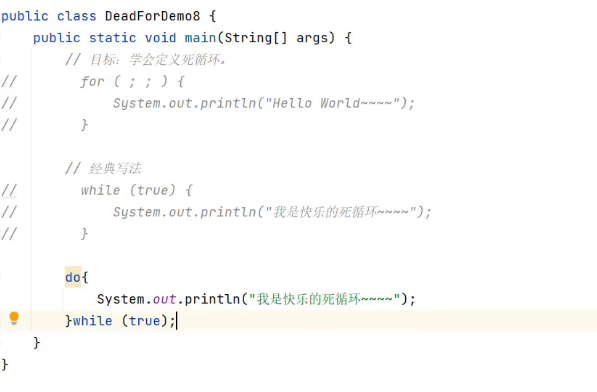 public class DeadForDemo8 {
    public static void main(String[] args) {
        // 目标：学会定义死循环。
//        for ( ; ; ) {
//            System.out.println("Hello World~~~~");
//        }
        // 经典写法
//        while (true) {
//            System.out.println("我是快乐的死循环~~~~");
//        }
        do{
            System.out.println("我是快乐的死循环~~~~");
        }while (true);
    }
}